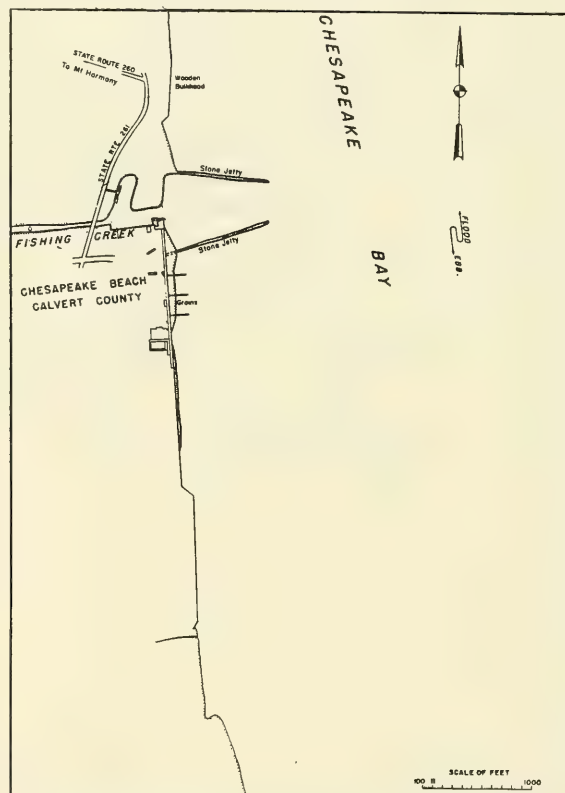 CHESAPEAKE
BAY
STATE ROUTE 260
To Mt Harmony
Wooden
Bulkhead
STATE RTE 261
Stone Jetty
FISHING CREEK
Stone Jetty
FLOOD
EBB.
CHESAPEAKE BEACH
CALVERT COUNTY
Groins
SCALE OF FEET
100 0 1000